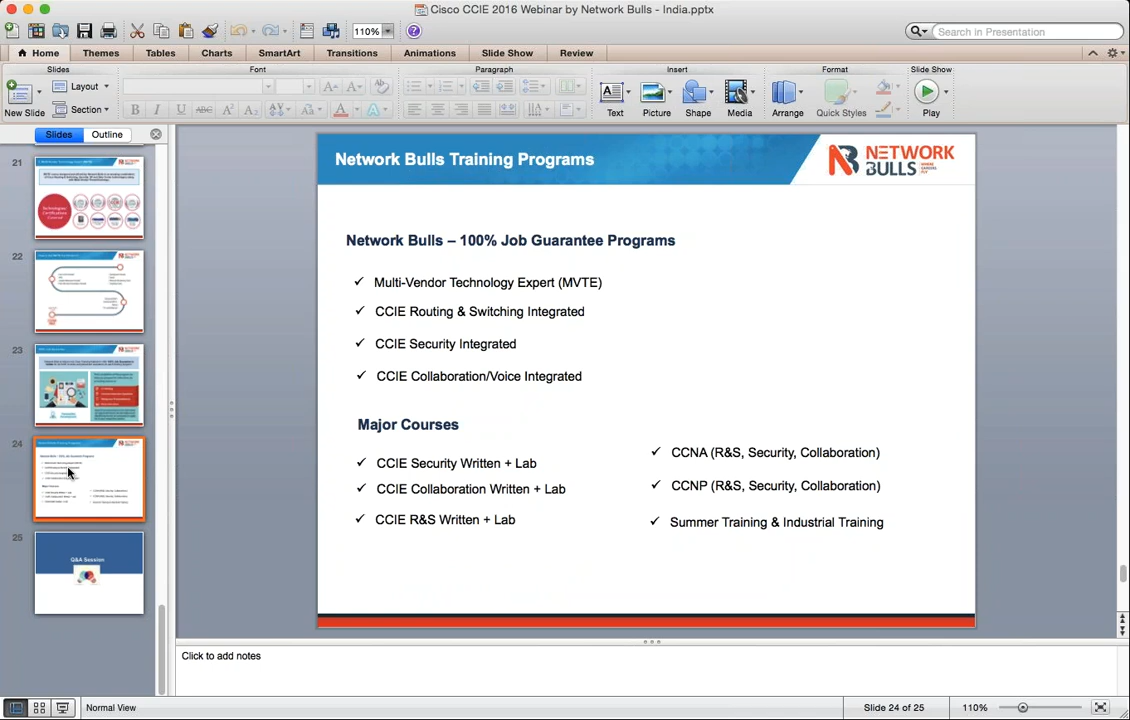 Cisco CCIE 2016 Webinar by Network Bulls - India.pptx
110%
Search in Presentation
Home Themes Tables Charts SmartArt Transitions Animations Slide Show Review
Slides Font Paragraph Insert Format Slide Show
New Slide Layout Section
Text Picture Shape Media Arrange Quick Styles Play
Slides Outline
21
22
23
24
25
Q&A Session
Network Bulls Training Programs
NETWORK
BULLS
Network Bulls – 100% Job Guarantee Programs
✓ Multi-Vendor Technology Expert (MVTE)
✓ CCIE Routing & Switching Integrated
✓ CCIE Security Integrated
✓ CCIE Collaboration/Voice Integrated
Major Courses
✓ CCIE Security Written + Lab
✓ CCIE Collaboration Written + Lab
✓ CCIE R&S Written + Lab
✓ CCNA (R&S, Security, Collaboration)
✓ CCNP (R&S, Security, Collaboration)
✓ Summer Training & Industrial Training
Click to add notes
Normal View
Slide 24 of 25
110%